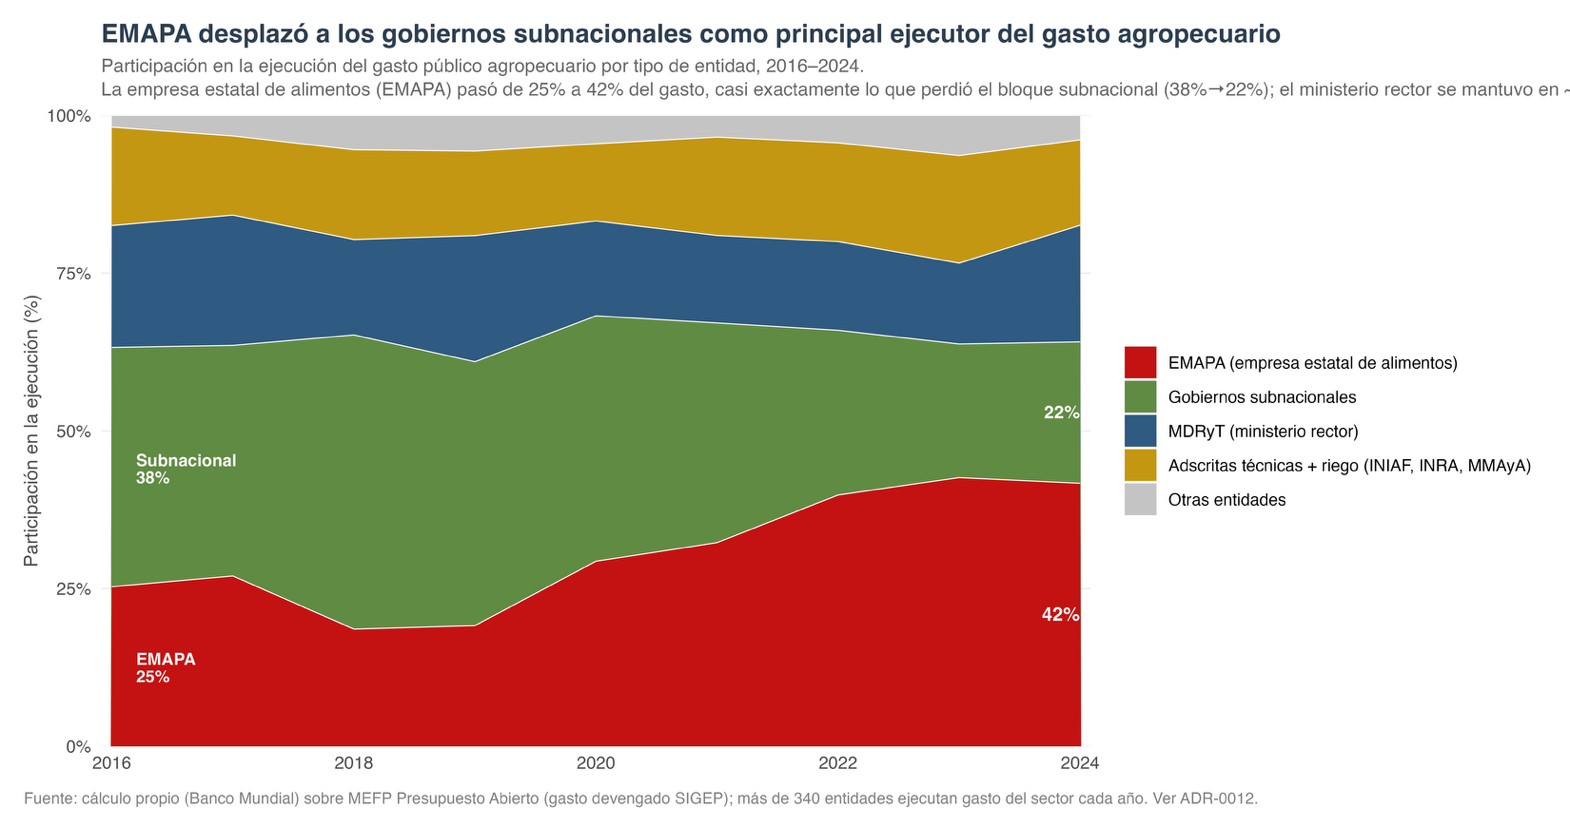 EMAPA desplazó a los gobiernos subnacionales como principal ejecutor del gasto agropecuario
Participación en la ejecución del gasto público agropecuario por tipo de entidad, 2016–2024.
La empresa estatal de alimentos (EMAPA) pasó de 25% a 42% del gasto, casi exactamente lo que perdió el bloque subnacional (38%→22%); el ministerio rector se mantuvo en ~
Participación en la ejecución (%)
100%
75%
50%
25%
0%
Subnacional
38%
EMAPA
25%
22%
42%
2016
2018
2020
2022
2024
EMAPA (empresa estatal de alimentos)
Gobiernos subnacionales
MDRyT (ministerio rector)
Adscritas técnicas + riego (INIAF, INRA, MMAyA)
Otras entidades
Fuente: cálculo propio (Banco Mundial) sobre MEFP Presupuesto Abierto (gasto devengado SIGEP); más de 340 entidades ejecutan gasto del sector cada año. Ver ADR-0012.